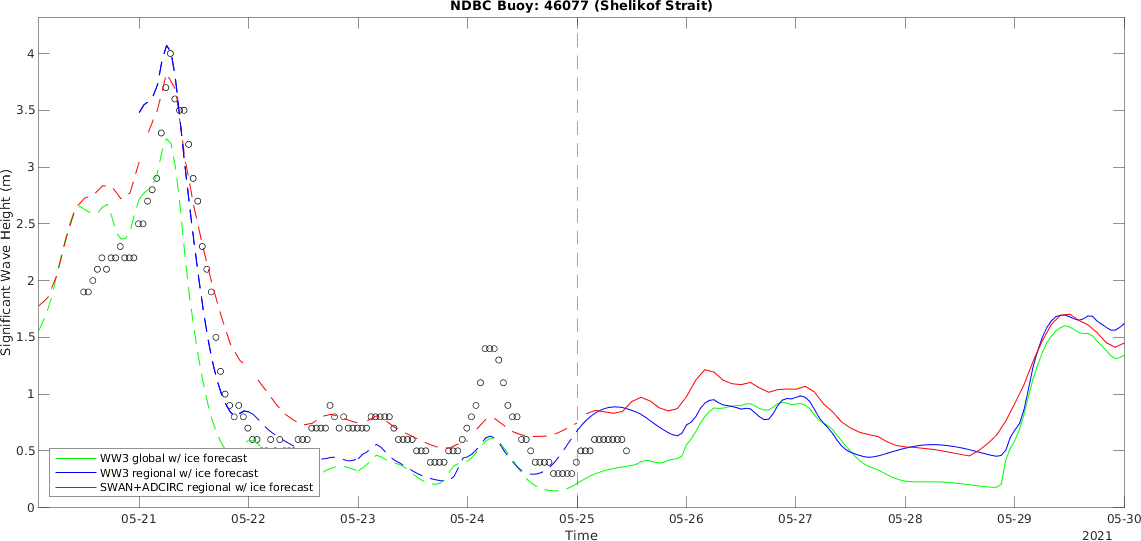 NDBC Buoy: 46077 (Shelikof Strait)
4
3.5
3
2.5
2
1.5
1
0.5
0
Significant Wave Height (m)
WW3 global w/ ice forecast
WW3 regional w/ ice forecast
SWAN+ADCIRC regional w/ ice forecast
05-21 05-22 05-23 05-24 05-25 05-26 05-27 05-28 05-29 05-30
Time
2021